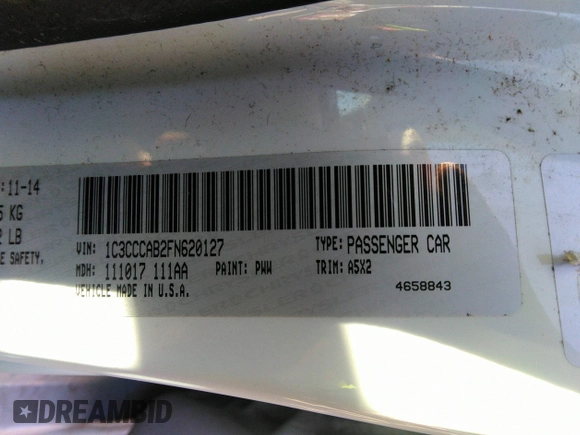 : 11-14
KG
LB
E SAFETY,
VIN: 1C3CCCAB2FN620127 TYPE: PASSENGER CAR
MDH: 111017 111AA PAINT: PWW TRIM: A5X2
VEHICLE MADE IN U.S.A. 4658843
DREAMBID